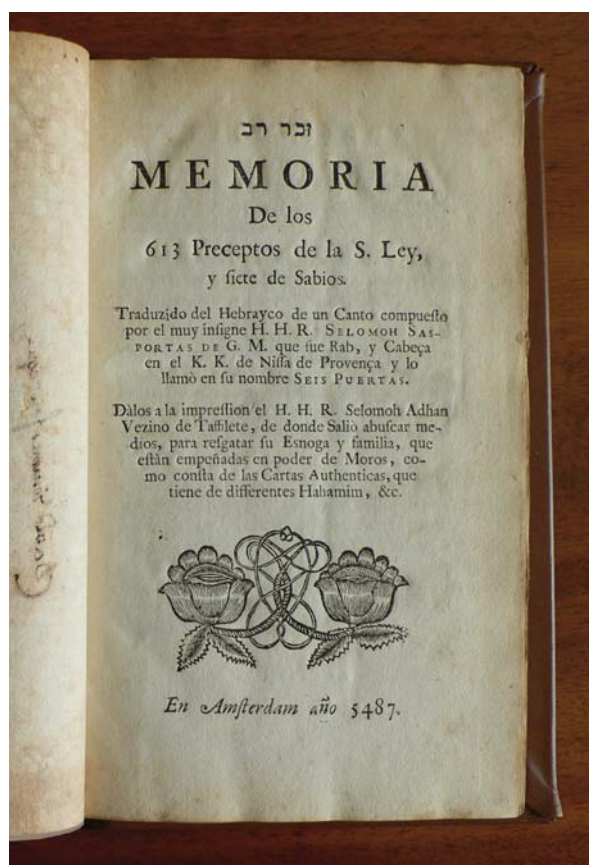 זכר רב
MEMORIA
De los
613 Preceptos de la S. Ley,
y ſiete de Sabios.
Traduzido del Hebrayco de un Canto compueſto
por el muy inſigne H. H. R. SELOMOH SAS-
PORTAS DE G. M. que fue Rab, y Cabeça
en el K. K. de Niſſa de Provença y lo
llamò en ſu nombre SEIS PUERTAS.
Dàlos a la impreſſion el H. H. R. Selomoh Adhan
Vezino de Taffilete, de donde Saliò abuſcar me-
dios, para reſgatar ſu Esnoga y familia, que
eſtàn empeñadas en poder de Moros, co-
mo conſta de las Cartas Authenticas, que
tiene de differentes Hahamim, &c.
En Amſterdam año 5487.